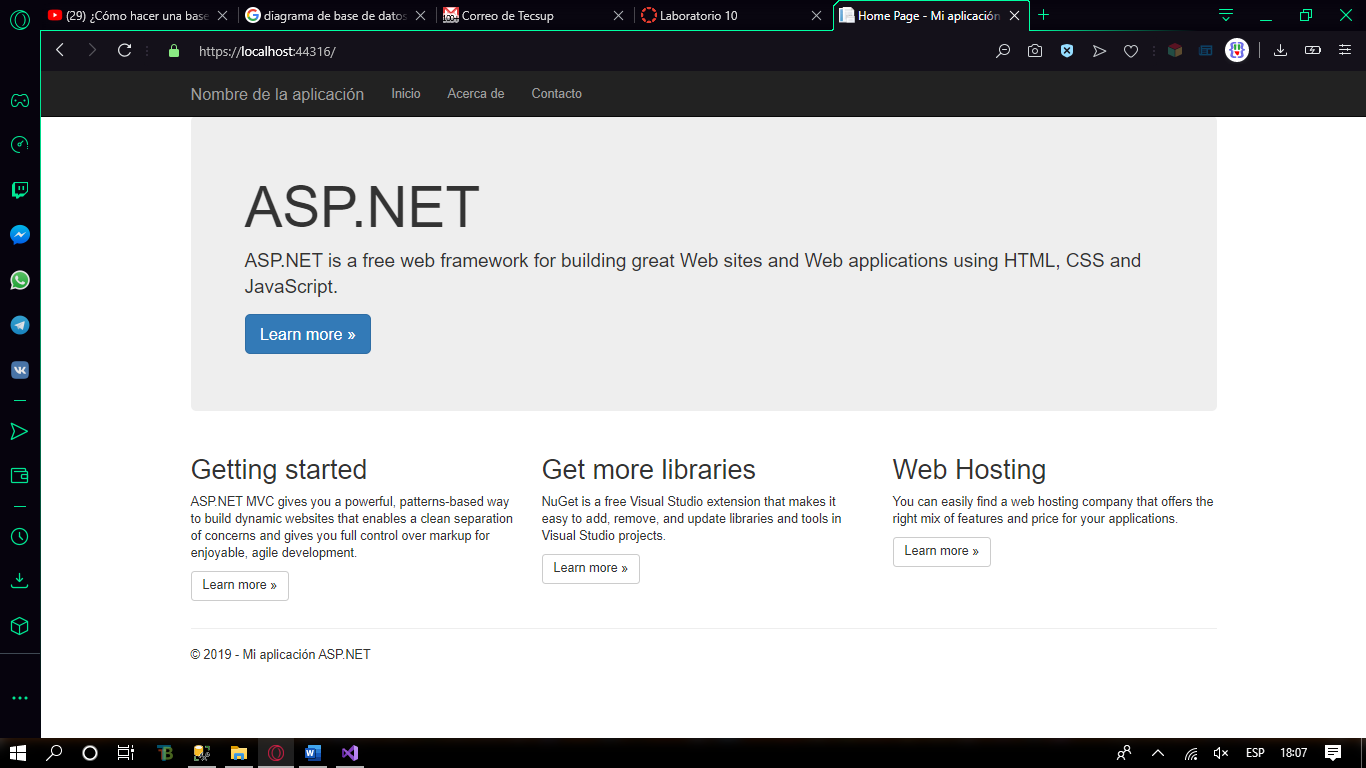 (29) ¿Cómo hacer una base
diagrama de base de datos
Correo de Tecsup
Laboratorio 10
Home Page - Mi aplicación
https://localhost:44316/
Nombre de la aplicación
Inicio
Acerca de
Contacto
ASP.NET
ASP.NET is a free web framework for building great Web sites and Web applications using HTML, CSS and
JavaScript.
Learn more »
Getting started
ASP.NET MVC gives you a powerful, patterns-based way
to build dynamic websites that enables a clean separation
of concerns and gives you full control over markup for
enjoyable, agile development.
Learn more »
Get more libraries
NuGet is a free Visual Studio extension that makes it
easy to add, remove, and update libraries and tools in
Visual Studio projects.
Learn more »
Web Hosting
You can easily find a web hosting company that offers the
right mix of features and price for your applications.
Learn more »
© 2019 - Mi aplicación ASP.NET
ESP
18:07